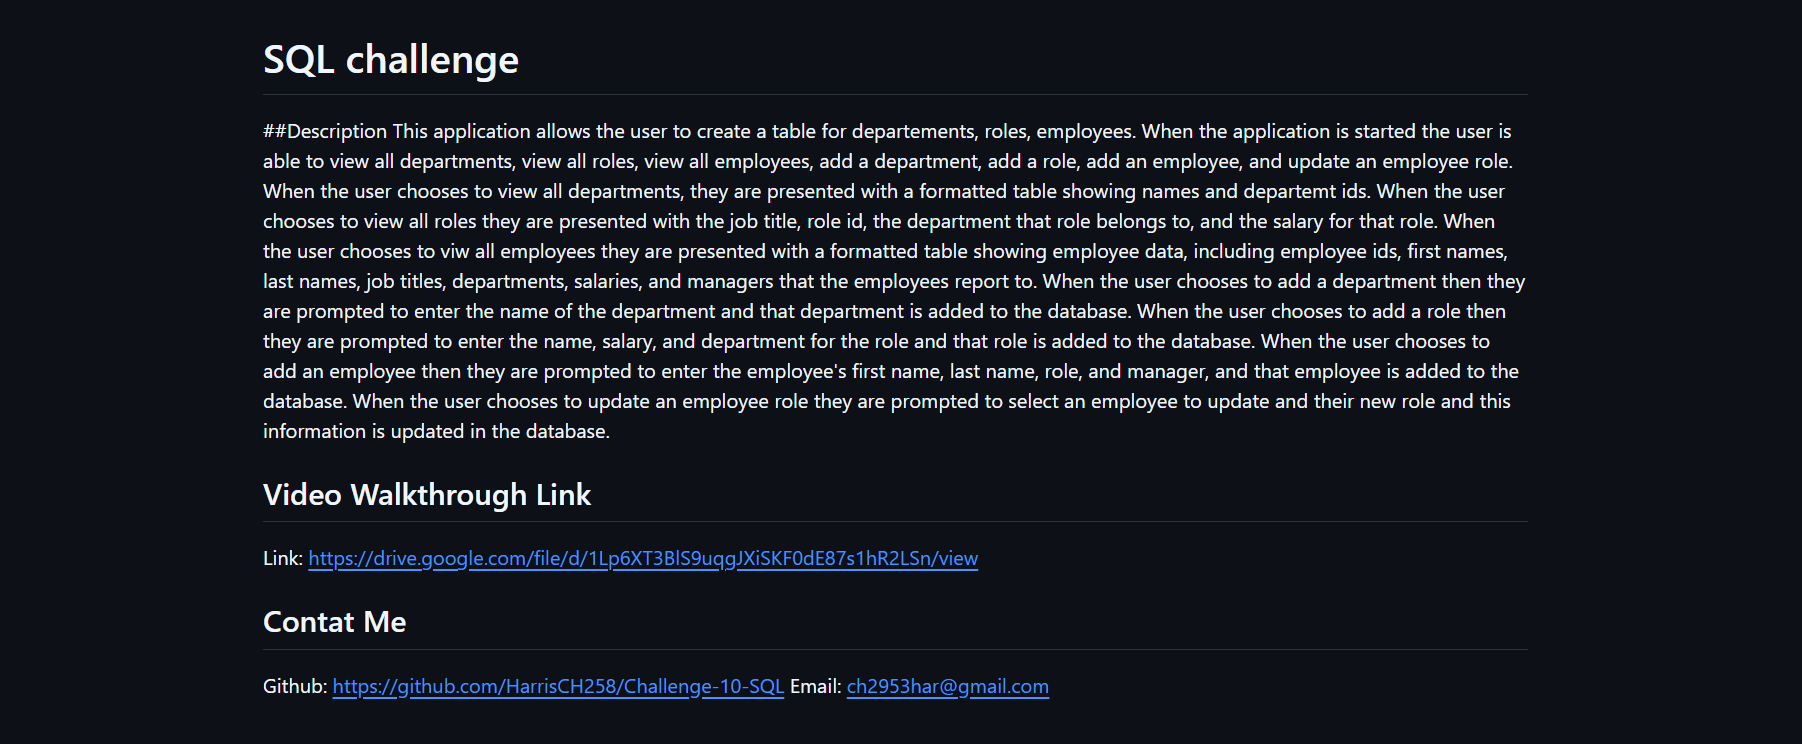 SQL challenge
##Description This application allows the user to create a table for departements, roles, employees. When the application is started the user is
able to view all departments, view all roles, view all employees, add a department, add a role, add an employee, and update an employee role.
When the user chooses to view all departments, they are presented with a formatted table showing names and departemt ids. When the user
chooses to view all roles they are presented with the job title, role id, the department that role belongs to, and the salary for that role. When
the user chooses to viw all employees they are presented with a formatted table showing employee data, including employee ids, first names,
last names, job titles, departments, salaries, and managers that the employees report to. When the user chooses to add a department then they
are prompted to enter the name of the department and that department is added to the database. When the user chooses to add a role then
they are prompted to enter the name, salary, and department for the role and that role is added to the database. When the user chooses to
add an employee then they are prompted to enter the employee's first name, last name, role, and manager, and that employee is added to the
database. When the user chooses to update an employee role they are prompted to select an employee to update and their new role and this
information is updated in the database.
Video Walkthrough Link
Link: https://drive.google.com/file/d/1Lp6XT3BlS9uqgJXiSKF0dE87s1hR2LSn/view
Contat Me
Github: https://github.com/HarrisCH258/Challenge-10-SQL Email: ch2953har@gmail.com